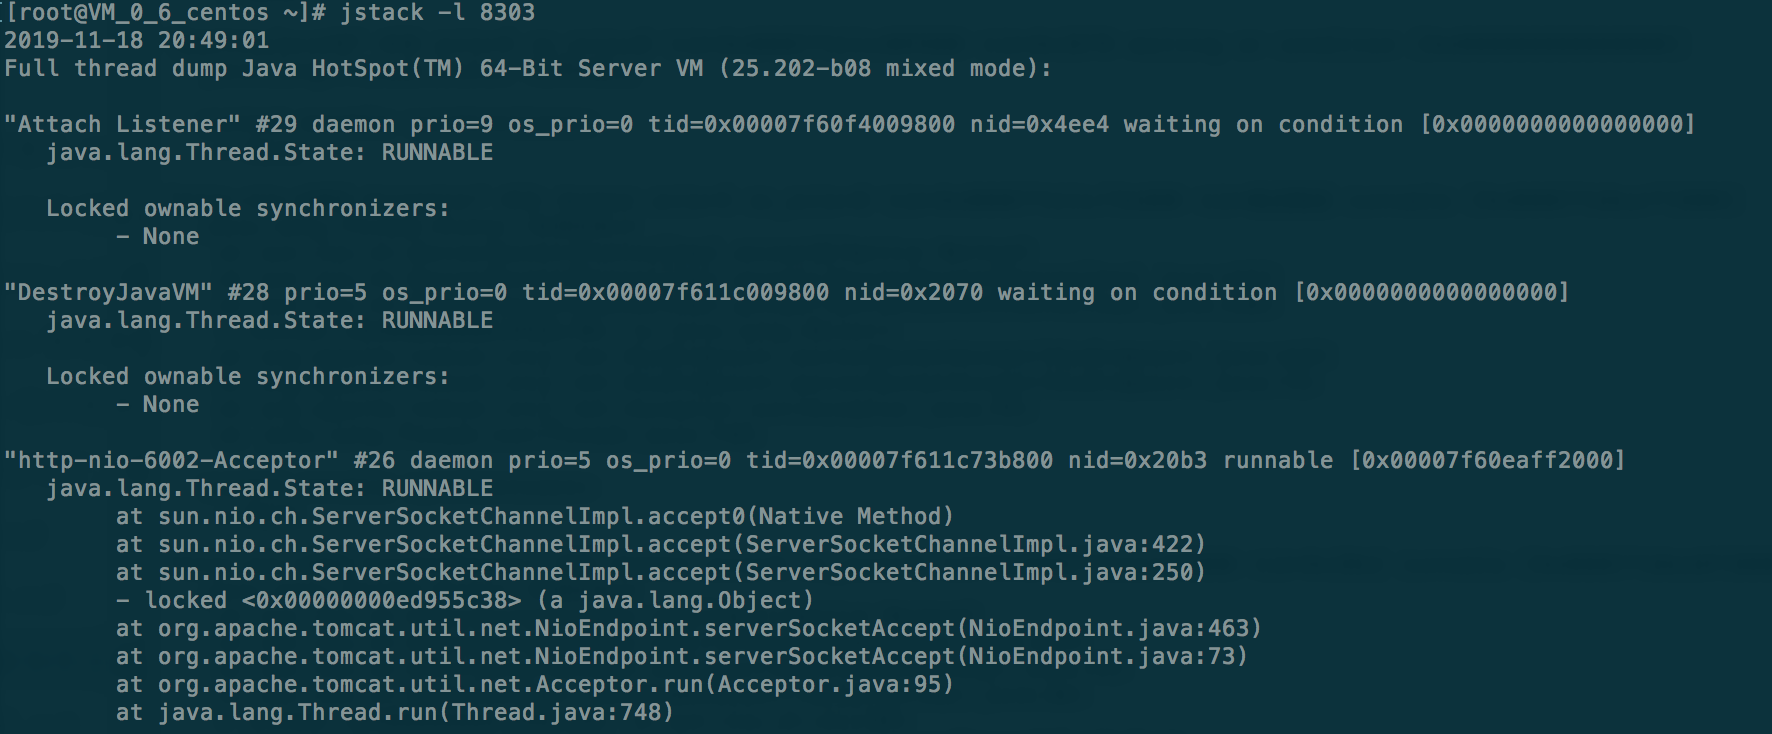 [[root@VM_0_6_centos ~]# jstack -l 8303
2019-11-18 20:49:01
Full thread dump Java HotSpot(TM) 64-Bit Server VM (25.202-b08 mixed mode):

"Attach Listener" #29 daemon prio=9 os_prio=0 tid=0x00007f60f4009800 nid=0x4ee4 waiting on condition [0x0000000000000000]
   java.lang.Thread.State: RUNNABLE

   Locked ownable synchronizers:
        - None

"DestroyJavaVM" #28 prio=5 os_prio=0 tid=0x00007f611c009800 nid=0x2070 waiting on condition [0x0000000000000000]
   java.lang.Thread.State: RUNNABLE

   Locked ownable synchronizers:
        - None

"http-nio-6002-Acceptor" #26 daemon prio=5 os_prio=0 tid=0x00007f611c73b800 nid=0x20b3 runnable [0x00007f60eaff2000]
   java.lang.Thread.State: RUNNABLE
        at sun.nio.ch.ServerSocketChannelImpl.accept0(Native Method)
        at sun.nio.ch.ServerSocketChannelImpl.accept(ServerSocketChannelImpl.java:422)
        at sun.nio.ch.ServerSocketChannelImpl.accept(ServerSocketChannelImpl.java:250)
        - locked <0x00000000ed955c38> (a java.lang.Object)
        at org.apache.tomcat.util.net.NioEndpoint.serverSocketAccept(NioEndpoint.java:463)
        at org.apache.tomcat.util.net.NioEndpoint.serverSocketAccept(NioEndpoint.java:73)
        at org.apache.tomcat.util.net.Acceptor.run(Acceptor.java:95)
        at java.lang.Thread.run(Thread.java:748)